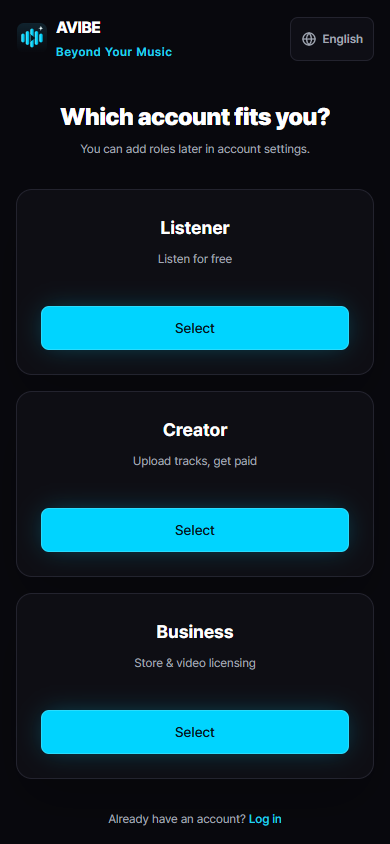 AVIBE
Beyond Your Music
English
Which account fits you?
You can add roles later in account settings.
Listener
Listen for free
Select
Creator
Upload tracks, get paid
Select
Business
Store & video licensing
Select
Already have an account? Log in